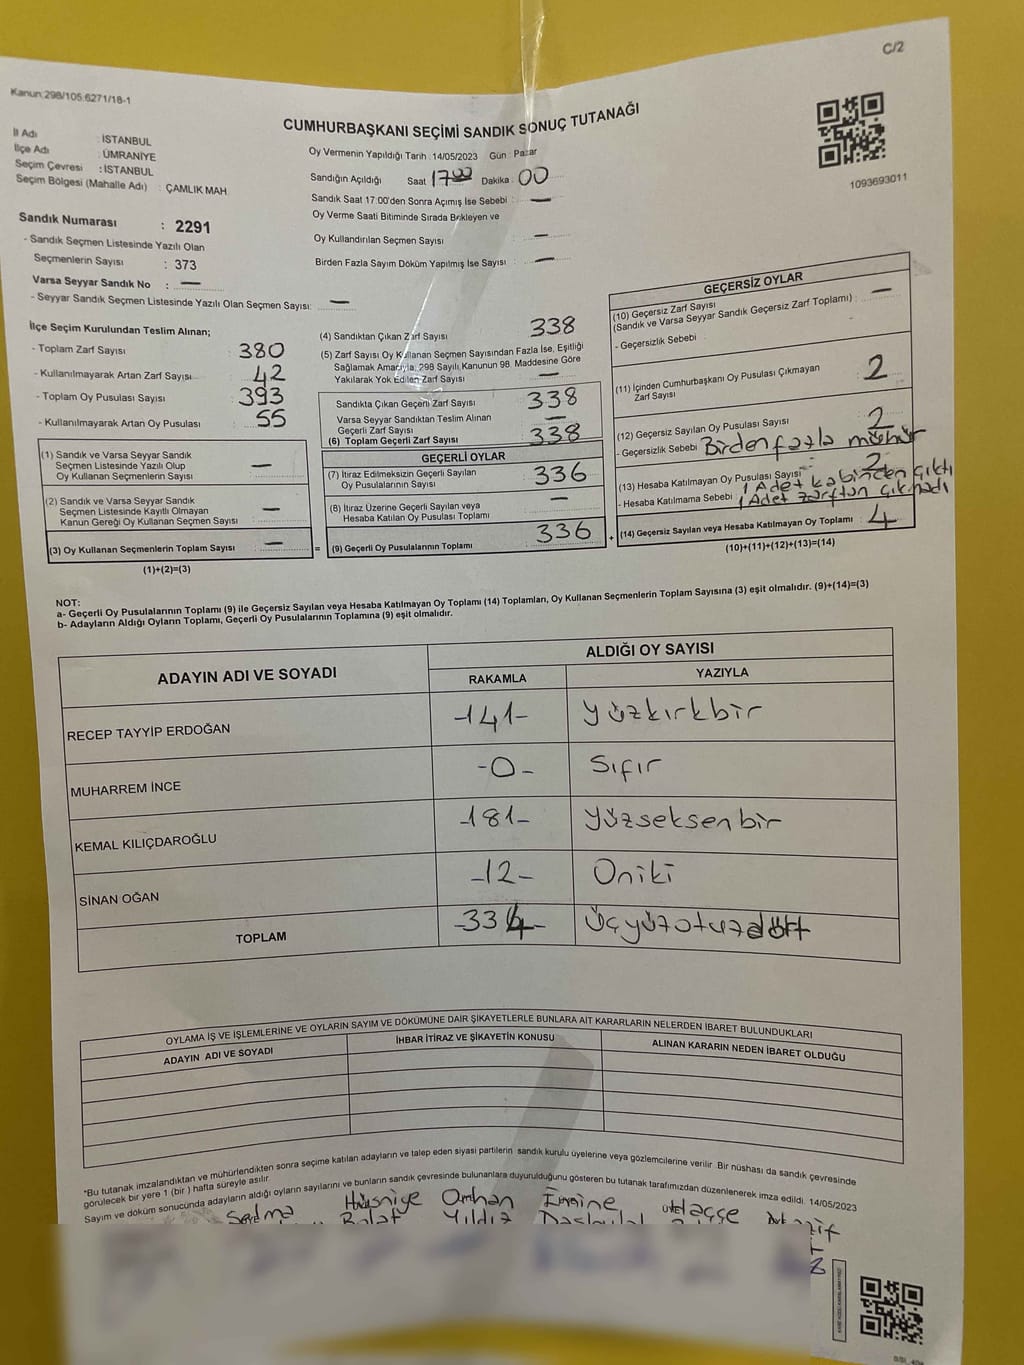 C/2
Kanun:298/105:6271/18-1
CUMHURBAŞKANI SEÇİMİ SANDIK SONUÇ TUTANAĞI
1093693011
İl Adı : İSTANBUL
İlçe Adı : ÜMRANİYE
Seçim Çevresi : İSTANBUL
Seçim Bölgesi (Mahalle Adı) : ÇAMLIK MAH.
Oy Vermenin Yapıldığı Tarih : 14/05/2023 Gün : Pazar
Sandığın Açıldığı Saat 17:00 Dakika : 00
Sandık Saat 17:00'den Sonra Açımış İse Sebebi : —
Oy Verme Saati Bitiminde Sırada Bekleyen ve
Oy Kullandırılan Seçmen Sayısı : —
Birden Fazla Sayım Döküm Yapılmış İse Sayısı : —
Sandık Numarası : 2291
- Sandık Seçmen Listesinde Yazılı Olan
Seçmenlerin Sayısı : 373
Varsa Seyyar Sandık No : —
- Seyyar Sandık Seçmen Listesinde Yazılı Olan Seçmen Sayısı: —
İlçe Seçim Kurulundan Teslim Alınan;
- Toplam Zarf Sayısı : 380
- Kullanılmayarak Artan Zarf Sayısı : 42
- Toplam Oy Pusulası Sayısı : 393
- Kullanılmayarak Artan Oy Pusulası : 55
(1) Sandık ve Varsa Seyyar Sandık
Seçmen Listesinde Yazılı Olup
Oy Kullanan Seçmenlerin Sayısı : —
(2) Sandık ve Varsa Seyyar Sandık
Seçmen Listesinde Kayıtlı Olmayan
Kanun Gereği Oy Kullanan Seçmen Sayısı : —
(3) Oy Kullanan Seçmenlerin Toplam Sayısı : —
(1)+(2)=(3)
(4) Sandıktan Çıkan Zarf Sayısı : 338
(5) Zarf Sayısı Oy Kullanan Seçmen Sayısından Fazla İse, Eşitliği
Sağlamak Amacıyla, 298 Sayılı Kanunun 98. Maddesine Göre
Yakılarak Yok Edilen Zarf Sayısı : —
Sandıkta Çıkan Geçerli Zarf Sayısı : 338
Varsa Seyyar Sandıktan Teslim Alınan
Geçerli Zarf Sayısı : —
(6) Toplam Geçerli Zarf Sayısı : 338
GEÇERLİ OYLAR
(7) İtiraz Edilmeksizin Geçerli Sayılan
Oy Pusulalarının Sayısı : 336
(8) İtiraz Üzerine Geçerli Sayılan veya
Hesaba Katılan Oy Pusulası Toplamı : —
= (9) Geçerli Oy Pusulalarının Toplamı : 336
GEÇERSİZ OYLAR
(10) Geçersiz Zarf Sayısı
(Sandık ve Varsa Seyyar Sandık Geçersiz Zarf Toplamı) : —
- Geçersizlik Sebebi
(11) İçinden Cumhurbaşkanı Oy Pusulası Çıkmayan
Zarf Sayısı : 2
(12) Geçersiz Sayılan Oy Pusulası Sayısı : 2
- Geçersizlik Sebebi Birden fazla mühür
(13) Hesaba Katılmayan Oy Pusulası Sayısı : 2
1 Adet kabinden çıktı
- Hesaba Katılmama Sebebi 1 Adet zarftan çıkmadı
+ (14) Geçersiz Sayılan veya Hesaba Katılmayan Oy Toplamı : 4
(10)+(11)+(12)+(13)=(14)
NOT:
a- Geçerli Oy Pusulalarının Toplamı (9) ile Geçersiz Sayılan veya Hesaba Katılmayan Oy Toplamı (14) Toplamları, Oy Kullanan Seçmenlerin Toplam Sayısına (3) eşit olmalıdır. (9)+(14)=(3)
b- Adayların Aldığı Oyların Toplamı, Geçerli Oy Pusulalarının Toplamına (9) eşit olmalıdır.
ADAYIN ADI VE SOYADI
ALDIĞI OY SAYISI
RAKAMLA YAZIYLA
RECEP TAYYİP ERDOĞAN -141- Yüzkırkbir
MUHARREM İNCE -0- Sıfır
KEMAL KILIÇDAROĞLU -181- Yüzseksenbir
SİNAN OĞAN -12- Oniki
TOPLAM -334- Üçyüzotuzdört
OYLAMA İŞ VE İŞLEMLERİNE VE OYLARIN SAYIM VE DÖKÜMÜNE DAİR ŞİKAYETLERLE BUNLARA AİT KARARLARIN NELERDEN İBARET BULUNDUKLARI
ADAYIN ADI VE SOYADI İHBAR İTİRAZ VE ŞİKAYETİN KONUSU ALINAN KARARIN NEDEN İBARET OLDUĞU
*Bu tutanak imzalandıktan ve mühürlendikten sonra seçime katılan adayların ve talep eden siyasi partilerin sandık kurulu üyelerine veya gözlemcilerine verilir. Bir nüshası da sandık çevresinde
görülecek bir yere 1 (bir) hafta süreyle asılır
Sayım ve döküm sonucunda adayların aldığı oyların sayılarını ve bunların sandık çevresinde bulunanlara duyurulduğunu gösteren bu tutanak tarafımızdan düzenlenerek imza edildi. 14/05/2023
Serma Hüsniye Orhan Emine Hacçe
Balat Yıldız